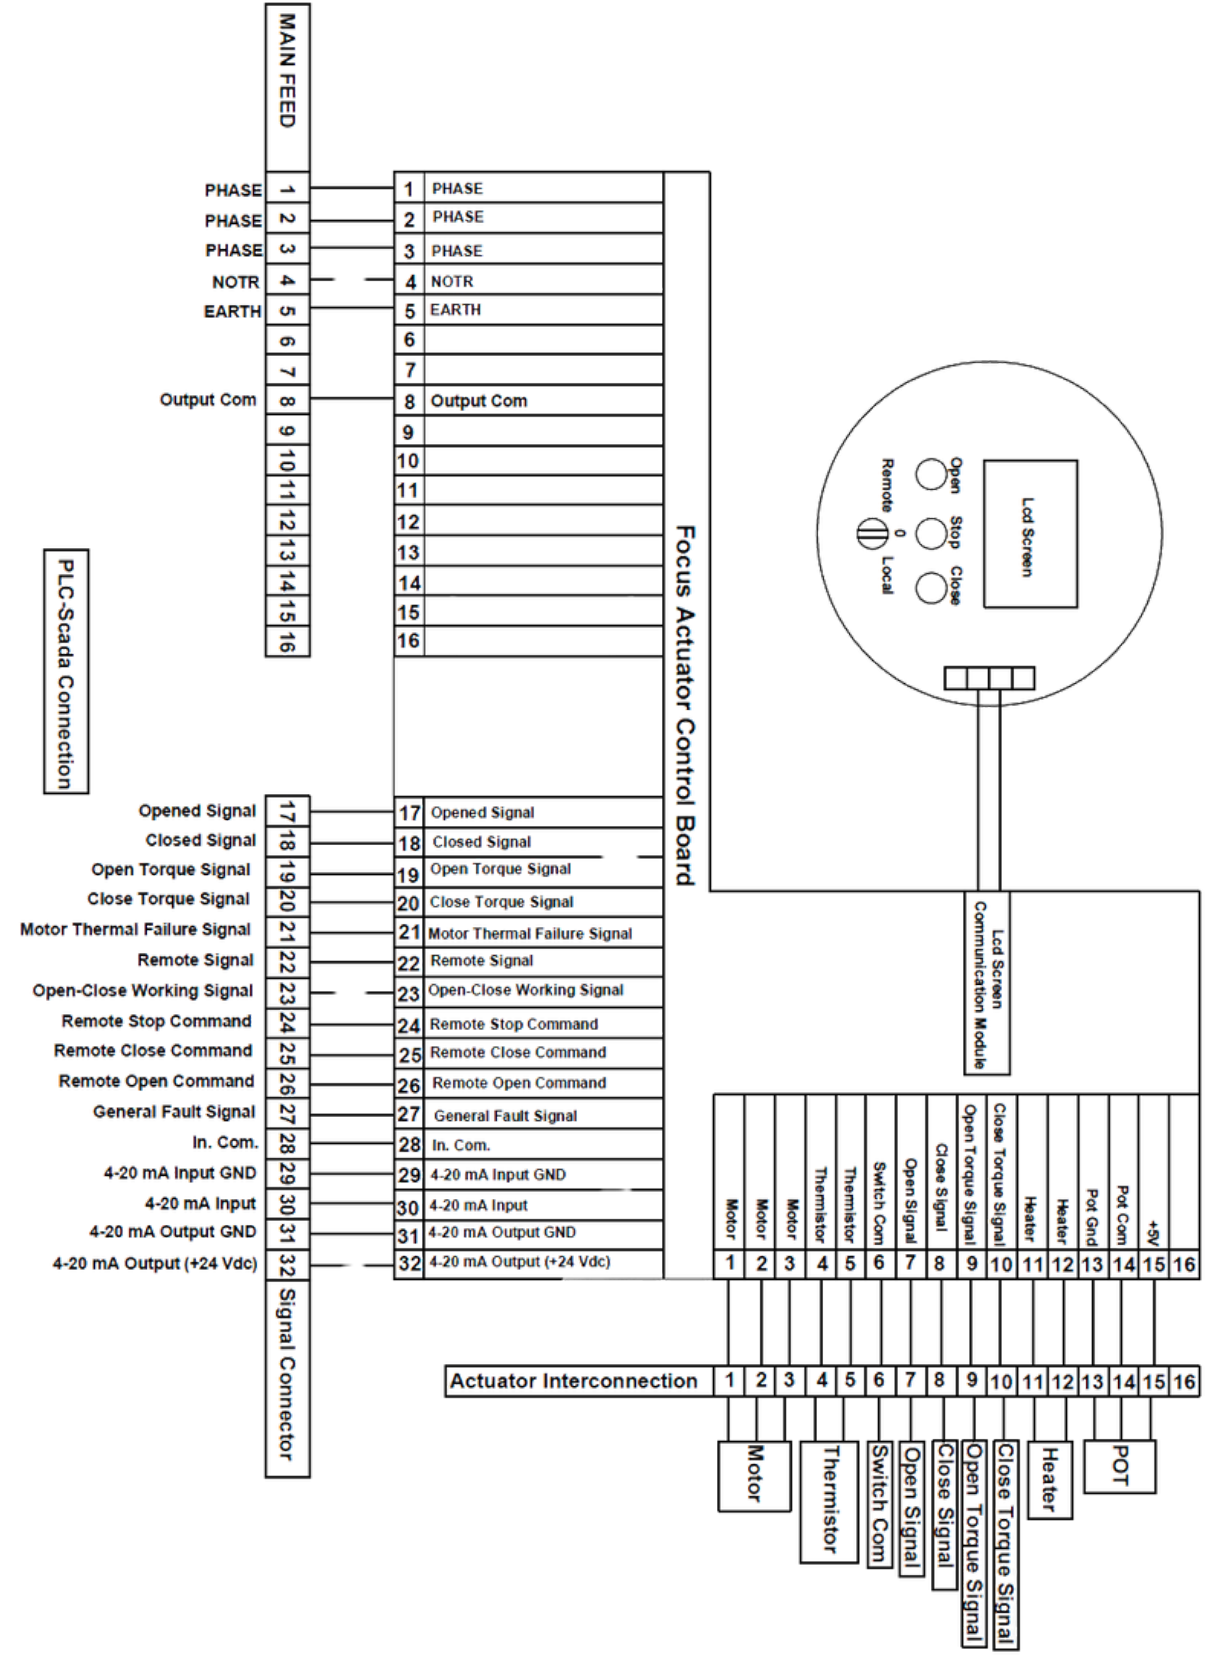 MAIN FEED
PHASE 1 1 PHASE
PHASE 2 2 PHASE
PHASE 3 3 PHASE
NOTR 4 4 NOTR
EARTH 5 5 EARTH
6 6
7 7
Output Com 8 8 Output Com
9 9
10 10
11 11
12 12
13 13
14 14
15 15
16 16
PLC-Scada Connection
Opened Signal 17 17 Opened Signal
Closed Signal 18 18 Closed Signal
Open Torque Signal 19 19 Open Torque Signal
Close Torque Signal 20 20 Close Torque Signal
Motor Thermal Failure Signal 21 21 Motor Thermal Failure Signal
Remote Signal 22 22 Remote Signal
Open-Close Working Signal 23 23 Open-Close Working Signal
Remote Stop Command 24 24 Remote Stop Command
Remote Close Command 25 25 Remote Close Command
Remote Open Command 26 26 Remote Open Command
General Fault Signal 27 27 General Fault Signal
In. Com. 28 28 In. Com.
4-20 mA Input GND 29 29 4-20 mA Input GND
4-20 mA Input 30 30 4-20 mA Input
4-20 mA Output GND 31 31 4-20 mA Output GND
4-20 mA Output (+24 Vdc) 32 32 4-20 mA Output (+24 Vdc)
Signal Connector
Focus Actuator Control Board
Lcd Screen
Open Stop Close
Remote 0 Local
Lcd Screen
Communication Module
Motor
Motor
Motor
Thermistor
Thermistor
Switch Com
Open Signal
Close Signal
Open Torque Signal
Close Torque Signal
Heater
Heater
Pot Gnd
Pot Com
+5V
1 2 3 4 5 6 7 8 9 10 11 12 13 14 15 16
Actuator Interconnection 1 2 3 4 5 6 7 8 9 10 11 12 13 14 15 16
Motor
Thermistor
Switch Com
Open Signal
Close Signal
Open Torque Signal
Close Torque Signal
Heater
POT